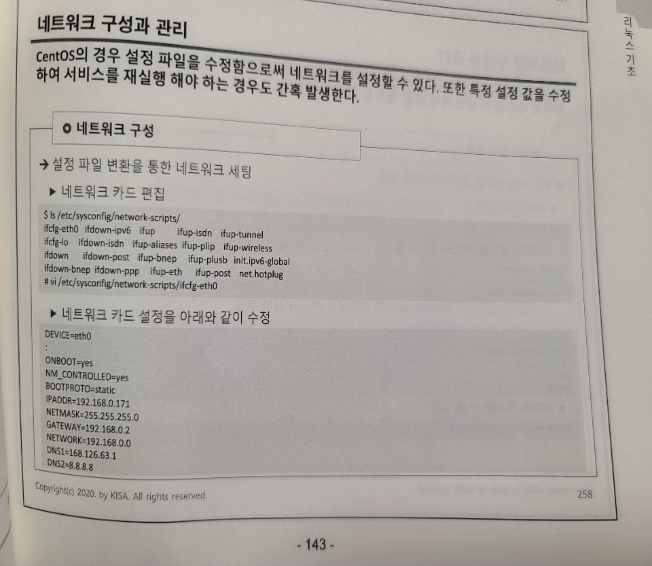 네트워크 구성과 관리
CentOS의 경우 설정 파일을 수정함으로써 네트워크를 설정할 수 있다. 또한 특정 설정 값을 수정
하여 서비스를 재실행 해야 하는 경우도 간혹 발생한다.
네트워크 구성
→ 설정 파일 변환을 통한 네트워크 세팅
▶ 네트워크 카드 편집
$ ls /etc/sysconfig/network-scripts/
ifcfg-eth0 ifdown-ipv6 ifup ifup-isdn ifup-tunnel
ifcfg-lo ifdown-isdn ifup-aliases ifup-plip ifup-wireless
ifdown ifdown-post ifup-bnep ifup-plusb init.ipv6-global
ifdown-bnep ifdown-ppp ifup-eth ifup-post net.hotplug
# vi /etc/sysconfig/network-scripts/ifcfg-eth0
▶ 네트워크 카드 설정을 아래와 같이 수정
DEVICE=eth0
:
ONBOOT=yes
NM_CONTROLLED=yes
BOOTPROTO=static
IPADDR=192.168.0.171
NETMASK=255.255.255.0
GATEWAY=192.168.0.2
NETWORK=192.168.0.0
DNS1=168.126.63.1
DNS2=8.8.8.8
Copyright(c) 2020. by KISA. All rights reserved.
258
- 143 -
리눅스기초